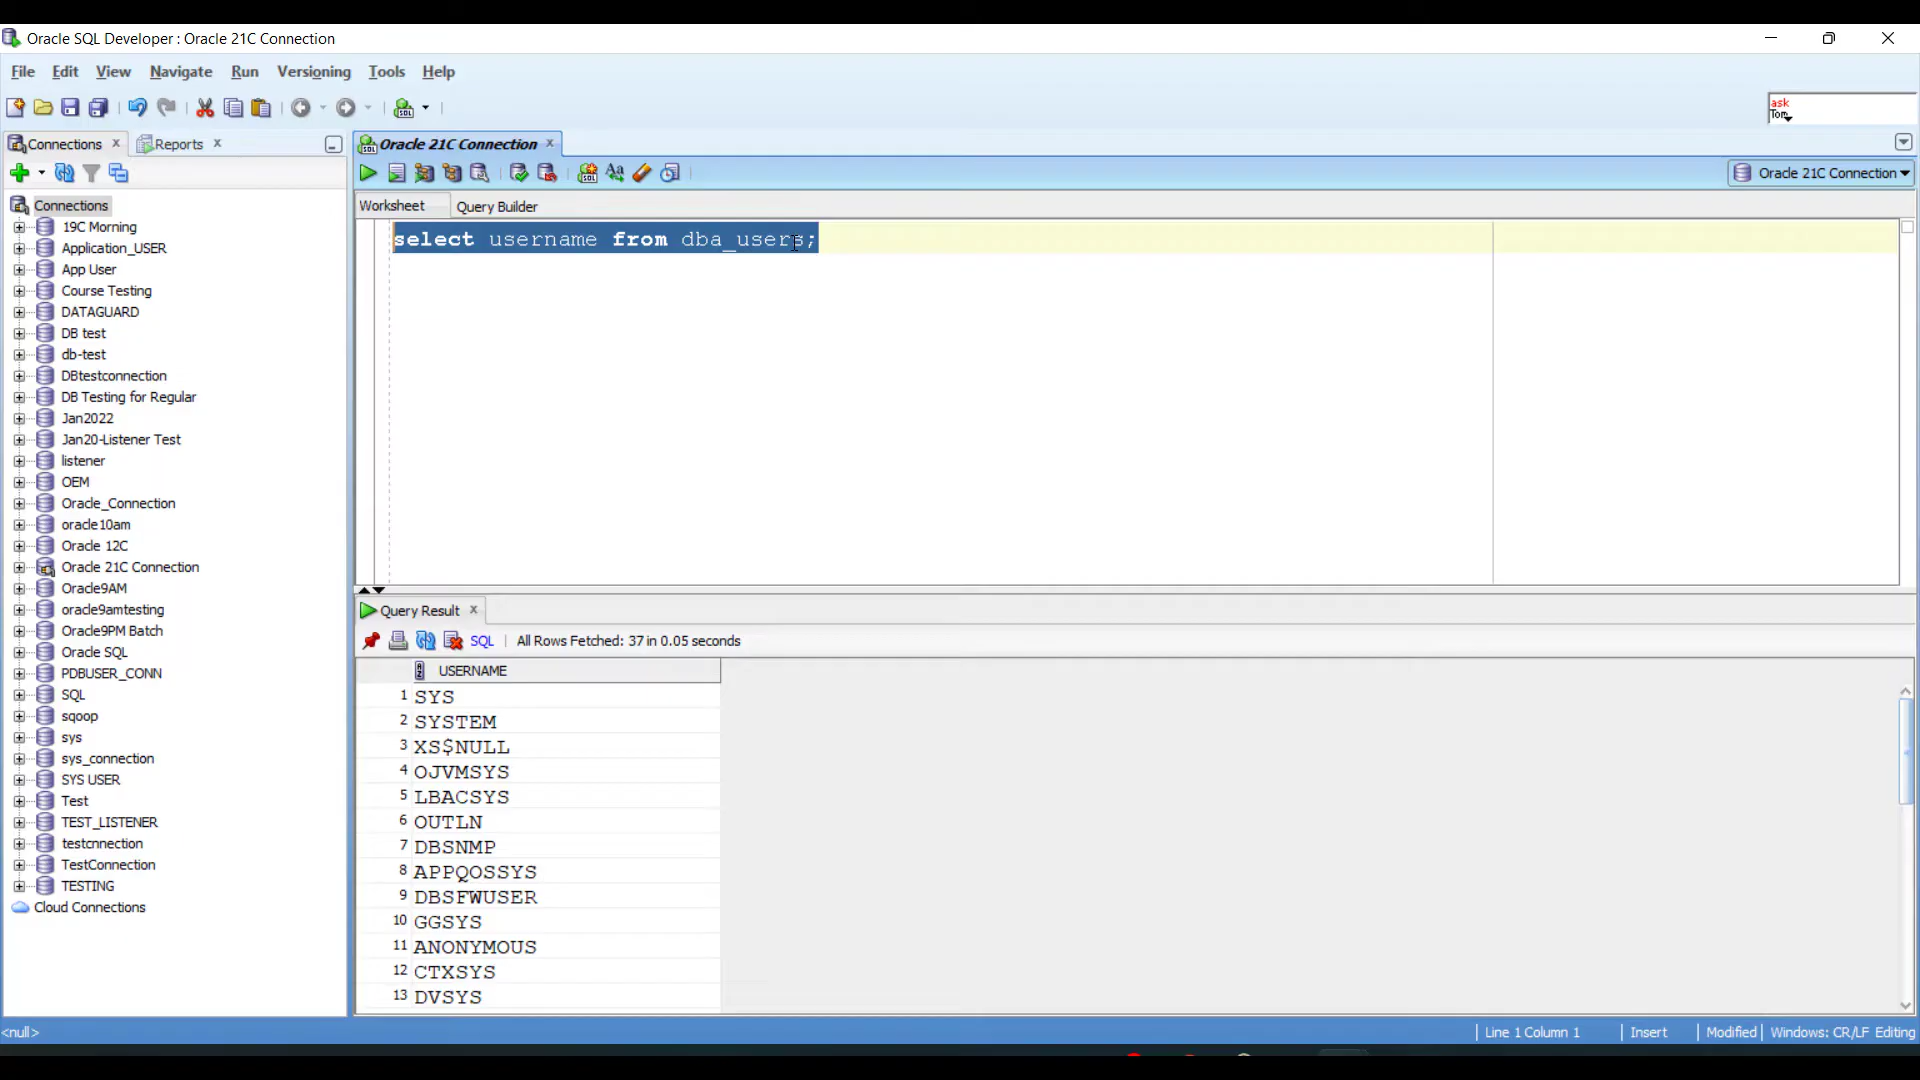 Oracle SQL Developer : Oracle 21C Connection
File Edit View Navigate Run Versioning Tools Help
ask
Tom
Connections
Reports
Oracle 21C Connection
Oracle 21C Connection
Worksheet
Query Builder
select username from dba_users;
Connections
19C Morning
Application_USER
App User
Course Testing
DATAGUARD
DB test
db-test
DBtestconnection
DB Testing for Regular
Jan2022
Jan20-Listener Test
listener
OEM
Oracle_Connection
oracle10am
Oracle 12C
Oracle 21C Connection
Oracle9AM
oracle9amtesting
Oracle9PM Batch
Oracle SQL
PDBUSER_CONN
SQL
sqoop
sys
sys_connection
SYS USER
Test
TEST_LISTENER
testcnnection
TestConnection
TESTING
Cloud Connections
Query Result
SQL | All Rows Fetched: 37 in 0.05 seconds
USERNAME
1 SYS
2 SYSTEM
3 XS$NULL
4 OJVMSYS
5 LBACSYS
6 OUTLN
7 DBSNMP
8 APPQOSSYS
9 DBSFWUSER
10 GGSYS
11 ANONYMOUS
12 CTXSYS
13 DVSYS
<null>
Line 1 Column 1 | Insert | Modified | Windows: CR/LF Editing